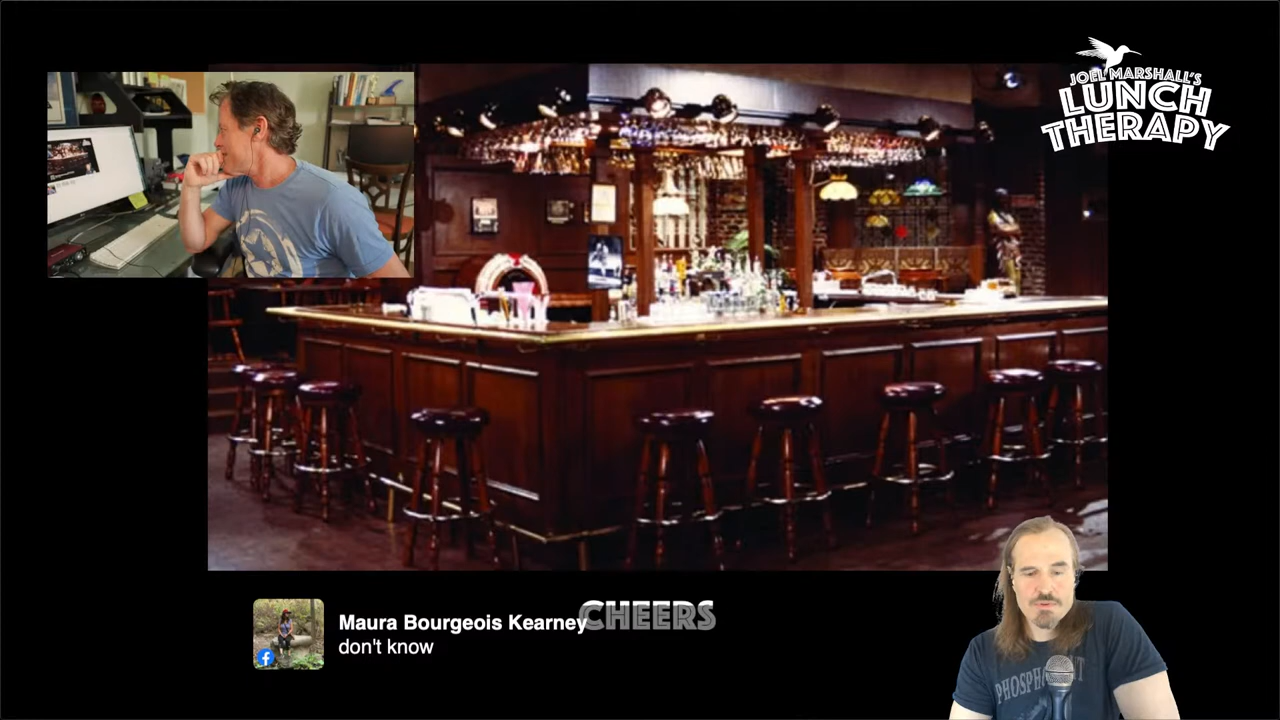 JOEL MARSHALL'S
LUNCH
THERAPY
CHEERS
Maura Bourgeois Kearney
don't know